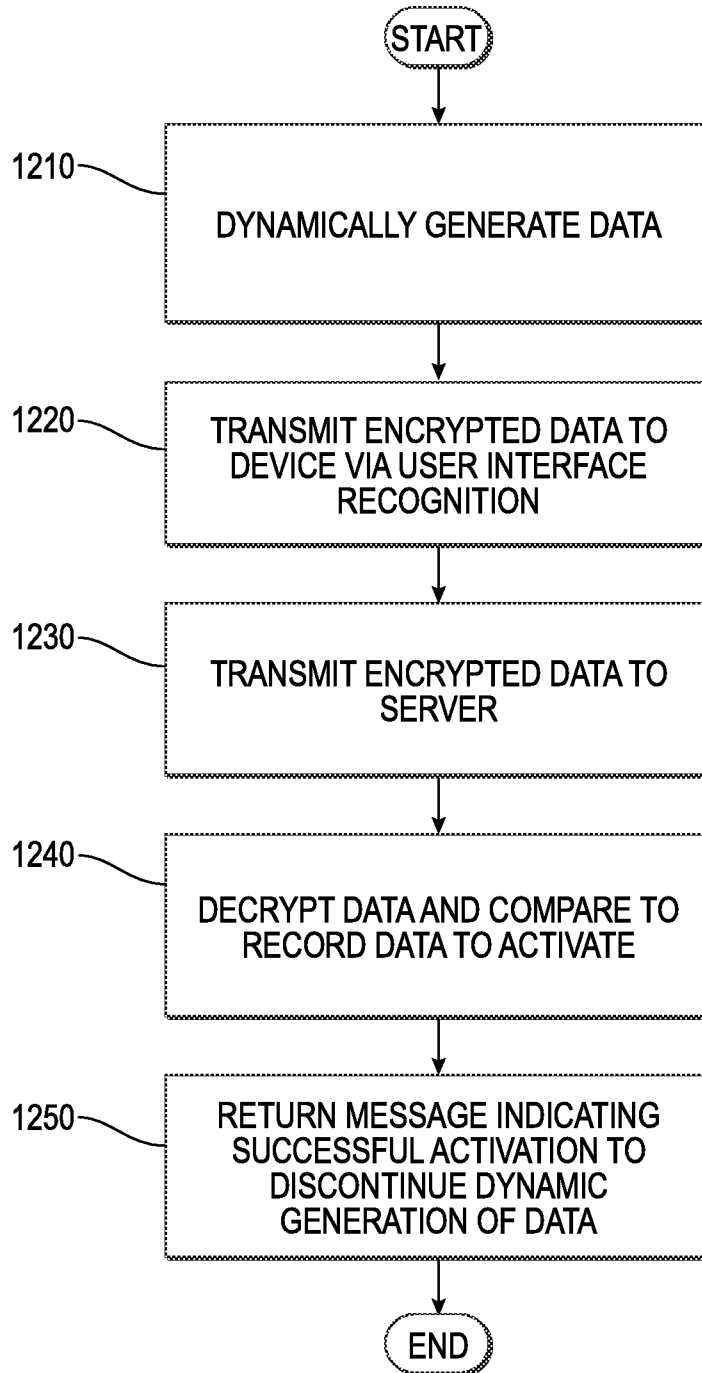 START
1210
DYNAMICALLY GENERATE DATA
1220
TRANSMIT ENCRYPTED DATA TO
DEVICE VIA USER INTERFACE
RECOGNITION
1230
TRANSMIT ENCRYPTED DATA TO
SERVER
1240
DECRYPT DATA AND COMPARE TO
RECORD DATA TO ACTIVATE
1250
RETURN MESSAGE INDICATING
SUCCESSFUL ACTIVATION TO
DISCONTINUE DYNAMIC
GENERATION OF DATA
END